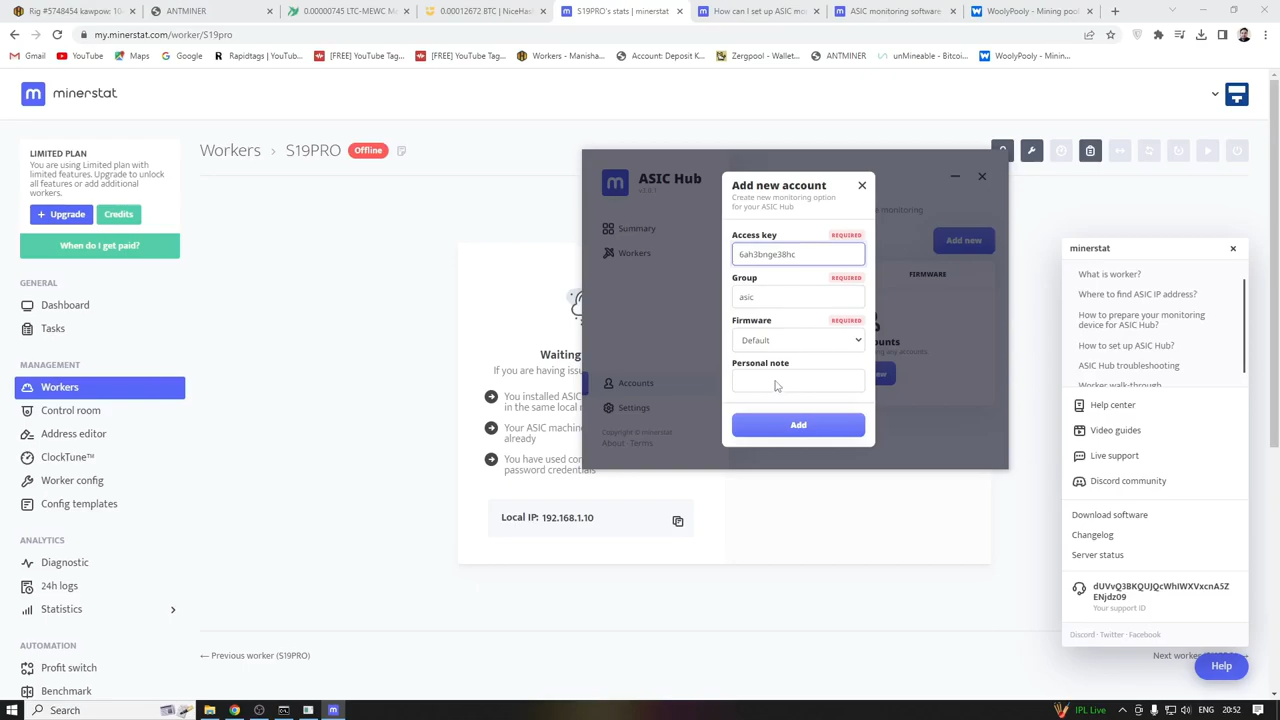 Rig #5748454 kawpow: 10
ANTMINER
0.00000745 LTC-MEWC M
0.00012672 BTC | NiceHas
S19PRO's stats | minerstat
How can I set up ASIC mo
ASIC monitoring software
WoolyPooly - Mining pool
my.minerstat.com/worker/S19pro
Gmail
YouTube
Maps
Google
Rapidtags | YouTub...
[FREE] YouTube Tag...
[FREE] YouTube Tag...
Workers - Manisha...
Account: Deposit K...
Zergpool - Wallet...
ANTMINER
unMineable - Bitcoi...
WoolyPooly - Minin...
minerstat
LIMITED PLAN
You are using Limited plan with
limited features. Upgrade to unlock
all features or add additional
workers.
Upgrade
Credits
When do I get paid?
GENERAL
Dashboard
Tasks
MANAGEMENT
Workers
Control room
Address editor
ClockTune™
Worker config
Config templates
ANALYTICS
Diagnostic
24h logs
Statistics
AUTOMATION
Profit switch
Benchmark
Workers > S19PRO Offline
Waiting
If you are having issu
You installed ASIC
in the same local n
Your ASIC machin
already
You have used con
password credentials
Local IP: 192.168.1.10
← Previous worker (S19PRO)
ASIC Hub
Summary
Workers
Accounts
Settings
Copyright © minerstat
About · Terms
monitoring
Add new
FIRMWARE
Add new account
Create new monitoring option
for your ASIC Hub
Access key
REQUIRED
6ah3bnge38hc
Group
REQUIRED
asic
Firmware
REQUIRED
Default
Personal note
Add
minerstat
What is worker?
Where to find ASIC IP address?
How to prepare your monitoring
device for ASIC Hub?
How to set up ASIC Hub?
ASIC Hub troubleshooting
Worker walk-through
Help center
Video guides
Live support
Discord community
Download software
Changelog
Server status
dUVvQ3BKQUJQcWhIWXVxcnA5Z
ENjdz09
Your support ID
Discord · Twitter · Facebook
Help
Search
IPL Live
ENG
20:52